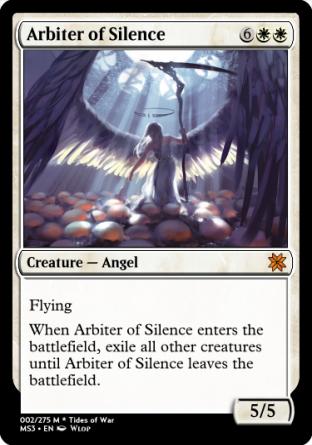 Arbiter of Silence 6
Creature — Angel
Flying
When Arbiter of Silence enters the
battlefield, exile all other creatures
until Arbiter of Silence leaves the
battlefield.
5/5
002/275 M * Tides of War
MS3 • EN Wlop